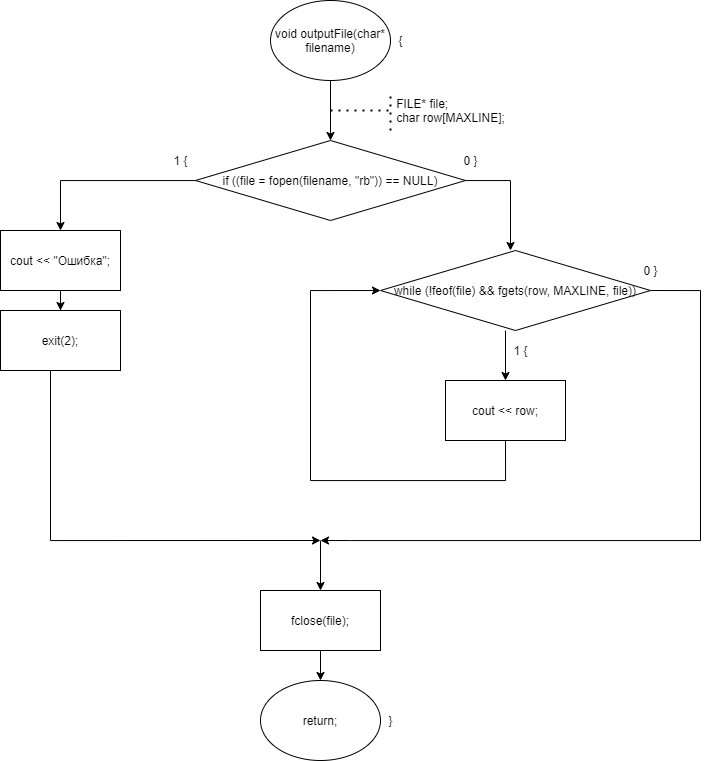 void outputFile(char*
filename)
{
FILE* file;
char row[MAXLINE];
1 {
0 }
if ((file = fopen(filename, "rb")) == NULL)
cout << "Ошибка";
0 }
while (!feof(file) && fgets(row, MAXLINE, file))
exit(2);
1 {
cout << row;
fclose(file);
return;
}